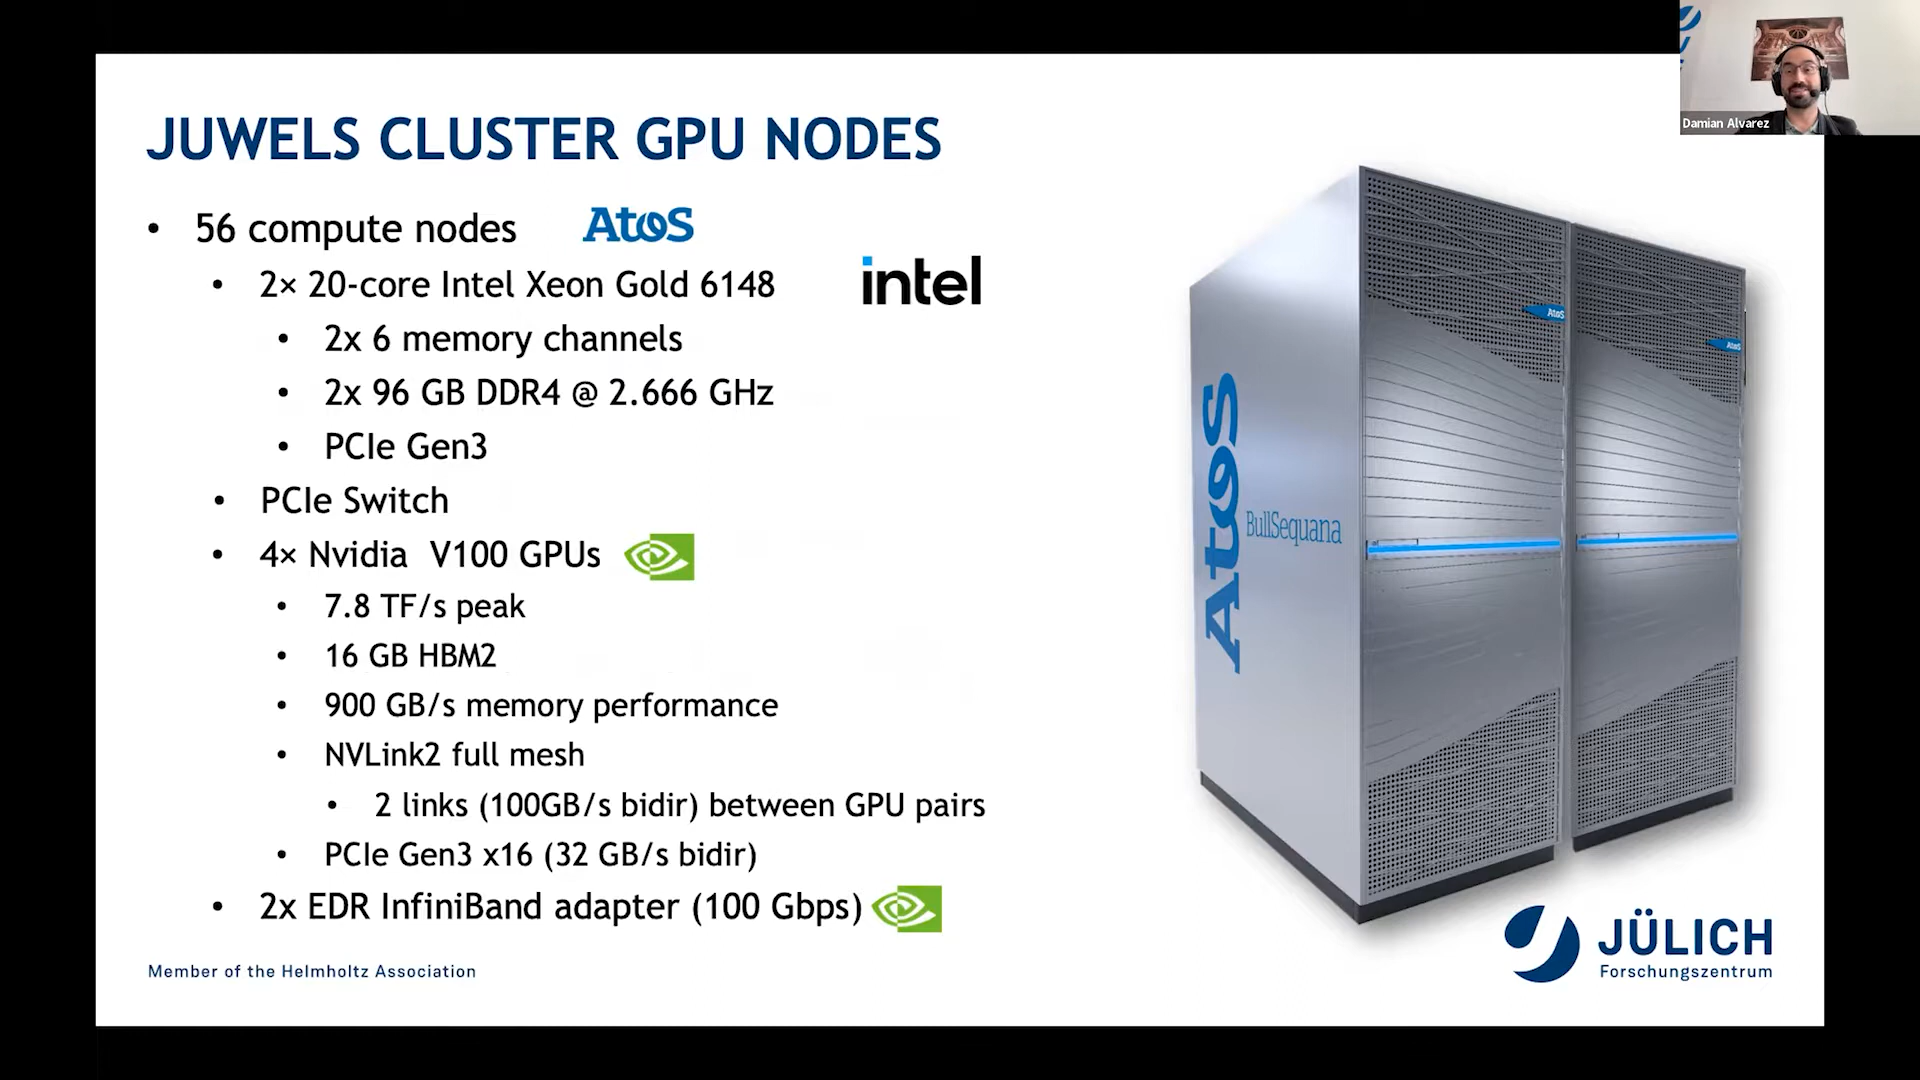 Damian Alvarez
JUWELS CLUSTER GPU NODES
• 56 compute nodes
Atos
• 2× 20-core Intel Xeon Gold 6148
intel
• 2x 6 memory channels
• 2x 96 GB DDR4 @ 2.666 GHz
• PCIe Gen3
• PCIe Switch
• 4× Nvidia V100 GPUs
• 7.8 TF/s peak
• 16 GB HBM2
• 900 GB/s memory performance
• NVLink2 full mesh
• 2 links (100GB/s bidir) between GPU pairs
• PCIe Gen3 x16 (32 GB/s bidir)
• 2x EDR InfiniBand adapter (100 Gbps)
Atos
Atos
Atos
BullSequana
Member of the Helmholtz Association
JÜLICH
Forschungszentrum